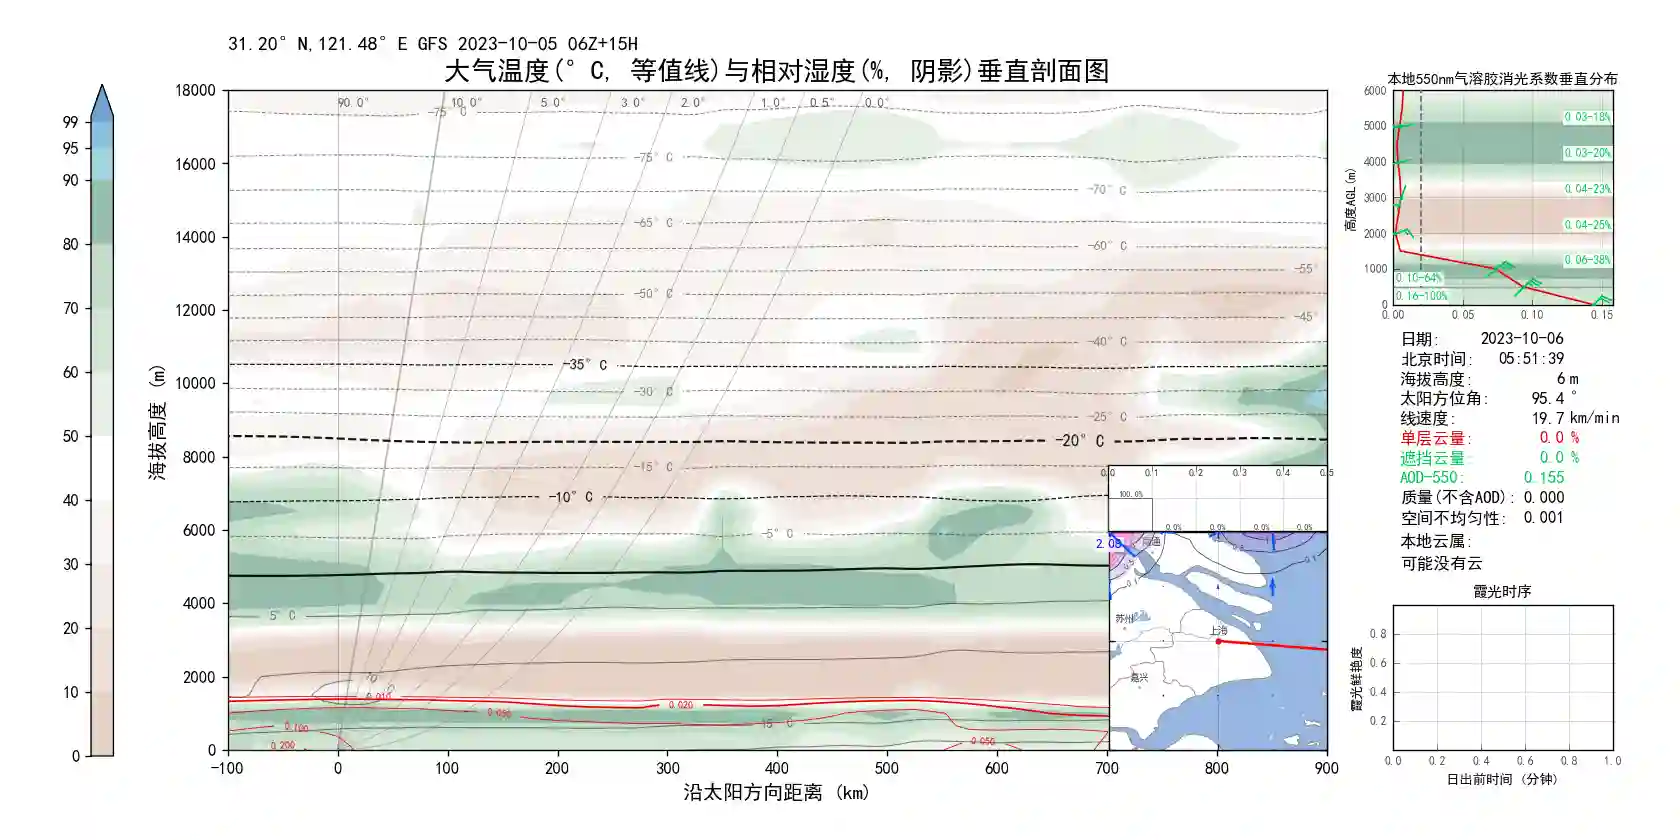 31.20°N,121.48°E GFS 2023-10-05 06Z+15H
大气温度(°C, 等值线)与相对湿度(%, 阴影)垂直剖面图
99
95
90
80
70
60
50
40
30
20
10
0
海拔高度 (m)
18000
16000
14000
12000
10000
8000
6000
4000
2000
0
90.0° 10.0° 5.0° 3.0° 2.0° 1.0° 0.5° 0.0°
-75°C
-75°C
-70°C
-65°C
-60°C
-55°
-50°C
-45°
-40°C
-35°C
-30°C
-25°C
-20°C
-15°C
-10°C
-5°C
5°C
15°C
0.010
0.020
0.050
0.100
0.200
0.050
-100 0 100 200 300 400 500 600 700 800 900
沿太阳方向距离 (km)
0.0 0.1 0.2 0.3 0.4 0.5
100.0%
0.0% 0.0% 0.0% 0.0%
2.08
南通
苏州
上海
嘉兴
本地550nm气溶胶消光系数垂直分布
高度AGL(m)
6000
5000
4000
3000
2000
1000
0
0.03-18%
0.03-20%
0.04-23%
0.04-25%
0.06-38%
0.10-64%
0.16-100%
0.00 0.05 0.10 0.15
日期: 2023-10-06
北京时间: 05:51:39
海拔高度: 6 m
太阳方位角: 95.4 °
线速度: 19.7 km/min
单层云量: 0.0 %
遮挡云量: 0.0 %
AOD-550: 0.155
质量(不含AOD): 0.000
空间不均匀性: 0.001
本地云属:
可能没有云
霞光时序
霞光鲜艳度
0.8
0.6
0.4
0.2
0.0 0.2 0.4 0.6 0.8 1.0
日出前时间 (分钟)